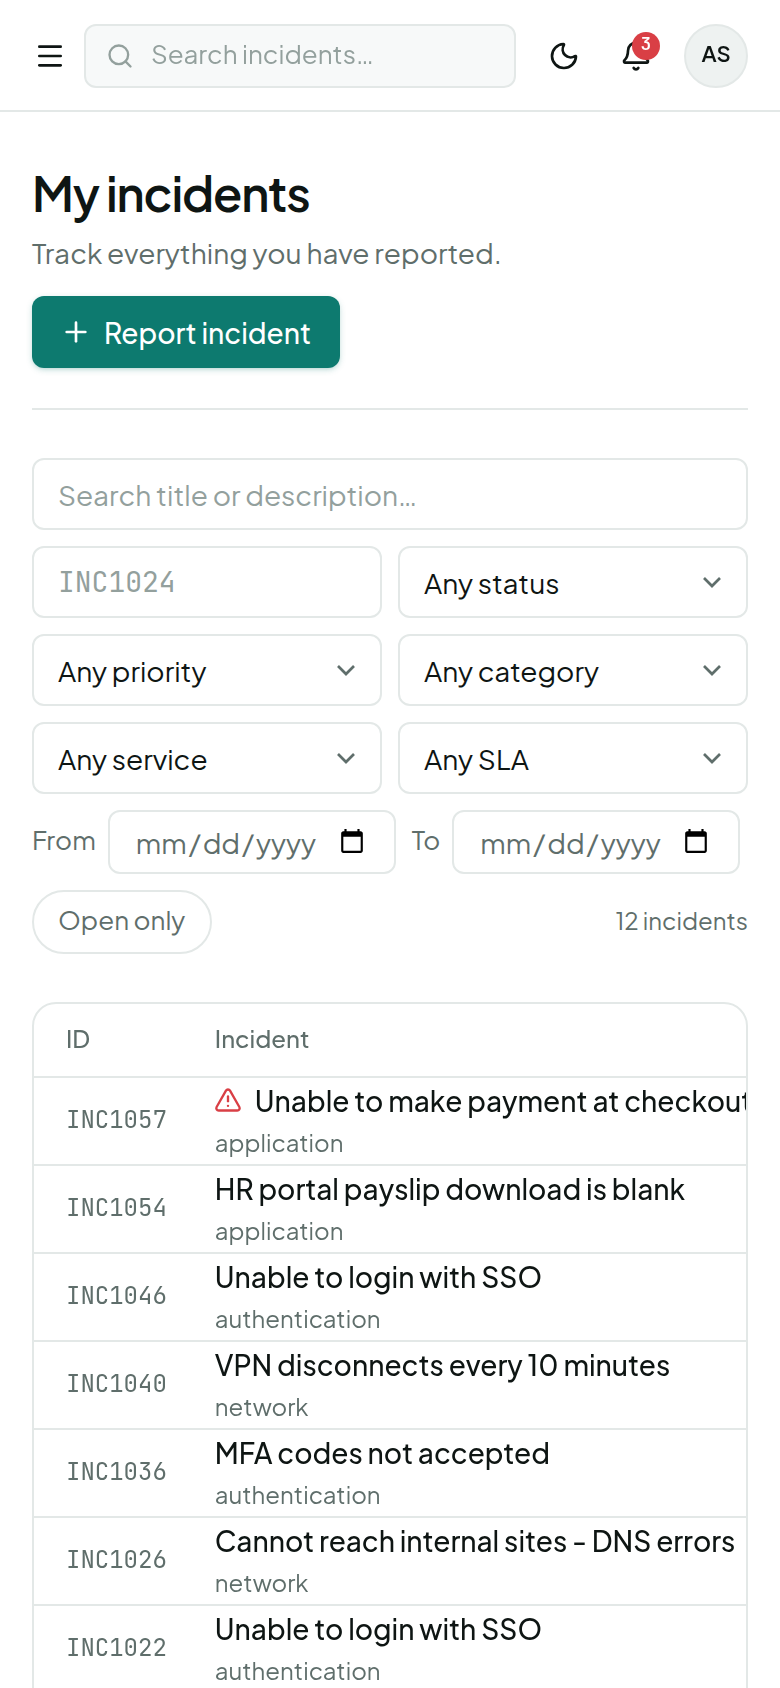 Search incidents...
3
AS
My incidents
Track everything you have reported.
+ Report incident
Search title or description...
INC1024
Any status
Any priority
Any category
Any service
Any SLA
From mm/dd/yyyy To mm/dd/yyyy
Open only
12 incidents
ID Incident
INC1057 Unable to make payment at checkout
application
INC1054 HR portal payslip download is blank
application
INC1046 Unable to login with SSO
authentication
INC1040 VPN disconnects every 10 minutes
network
INC1036 MFA codes not accepted
authentication
INC1026 Cannot reach internal sites - DNS errors
network
INC1022 Unable to login with SSO
authentication